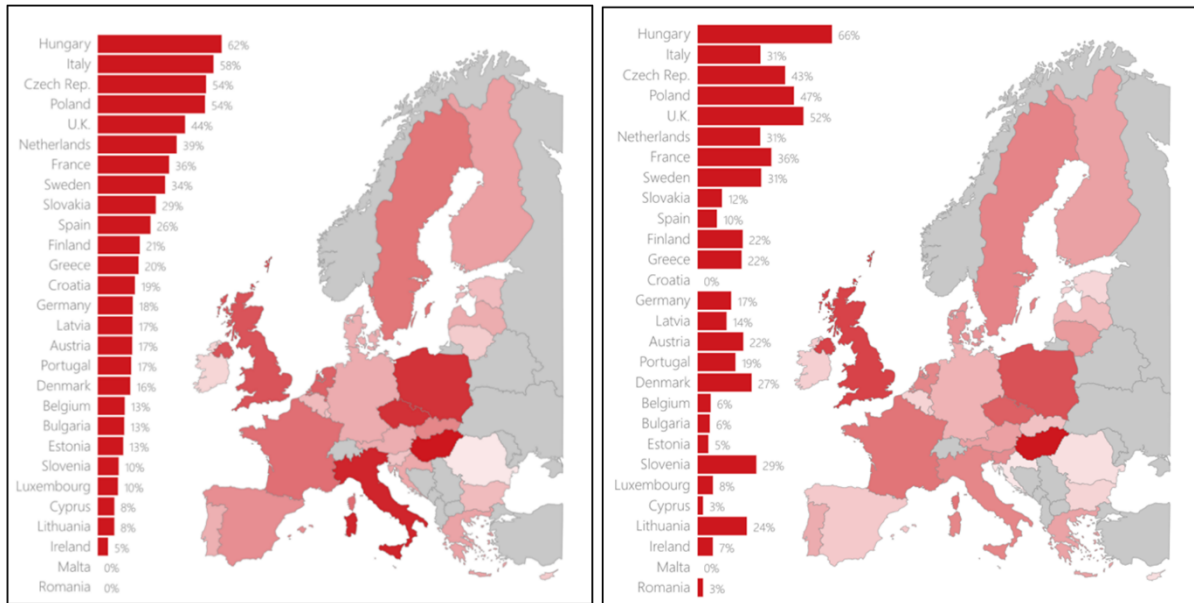 Hungary 62%
Italy 58%
Czech Rep. 54%
Poland 54%
U.K. 44%
Netherlands 39%
France 36%
Sweden 34%
Slovakia 29%
Spain 26%
Finland 21%
Greece 20%
Croatia 19%
Germany 18%
Latvia 17%
Austria 17%
Portugal 17%
Denmark 16%
Belgium 13%
Bulgaria 13%
Estonia 13%
Slovenia 10%
Luxembourg 10%
Cyprus 8%
Lithuania 8%
Ireland 5%
Malta 0%
Romania 0%
Hungary 66%
Italy 31%
Czech Rep. 43%
Poland 47%
U.K. 52%
Netherlands 31%
France 36%
Sweden 31%
Slovakia 12%
Spain 10%
Finland 22%
Greece 22%
Croatia 0%
Germany 17%
Latvia 14%
Austria 22%
Portugal 19%
Denmark 27%
Belgium 6%
Bulgaria 6%
Estonia 5%
Slovenia 29%
Luxembourg 8%
Cyprus 3%
Lithuania 24%
Ireland 7%
Malta 0%
Romania 3%